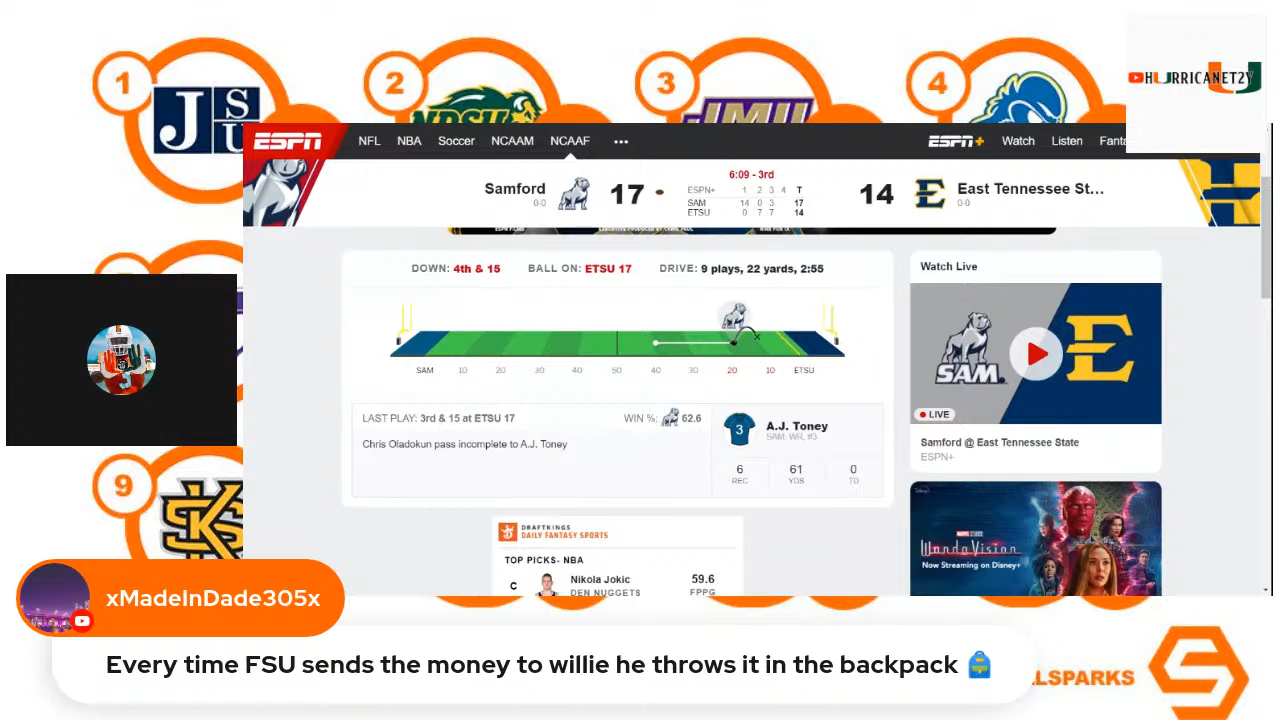 1
2
3
4
JSU
NDSU
JMU
HURRICANET2Y
ESPN
NFL NBA Soccer NCAAM NCAAF ••• ESPN+ Watch Listen Fanta
Samford
0-0
17
6:09 - 3rd
ESPN+ 1 2 3 4 T
SAM 14 0 3 17
ETSU 0 7 7 14
14
East Tennessee St...
0-0
DOWN: 4th & 15 BALL ON: ETSU 17 DRIVE: 9 plays, 22 yards, 2:55
SAM 10 20 30 40 50 40 30 20 10 ETSU
LAST PLAY: 3rd & 15 at ETSU 17 WIN %: 62.6
Chris Oladokun pass incomplete to A.J. Toney
3
A.J. Toney
SAM: WR, #3
6 61 0
REC YDS TD
Watch Live
SAM.
E
LIVE
Samford @ East Tennessee State
ESPN+
MARVEL STUDIOS
WandaVision
Now Streaming on Disney+
DRAFTKINGS
DAILY FANTASY SPORTS
TOP PICKS- NBA
C Nikola Jokic 59.6
DEN NUGGETS FPPG
9
KS
xMadeInDade305x
Every time FSU sends the money to willie he throws it in the backpack 🎒
LLSPARKS